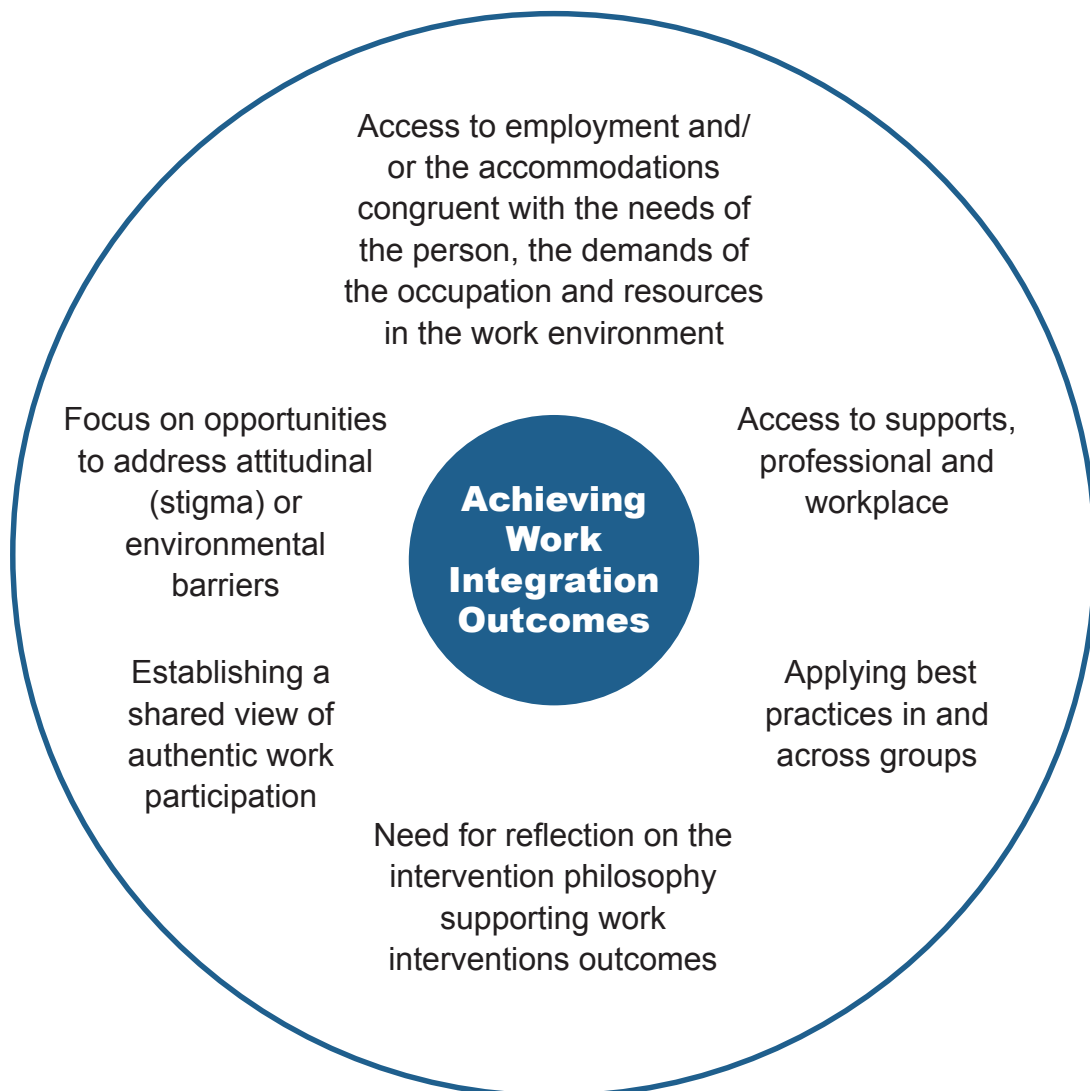 Access to employment and/
or the accommodations
congruent with the needs of
the person, the demands of
the occupation and resources
in the work environment
Focus on opportunities
to address attitudinal
(stigma) or
environmental
barriers
Access to supports,
professional and
workplace
Achieving
Work
Integration
Outcomes
Establishing a
shared view of
authentic work
participation
Applying best
practices in and
across groups
Need for reflection on the
intervention philosophy
supporting work
interventions outcomes